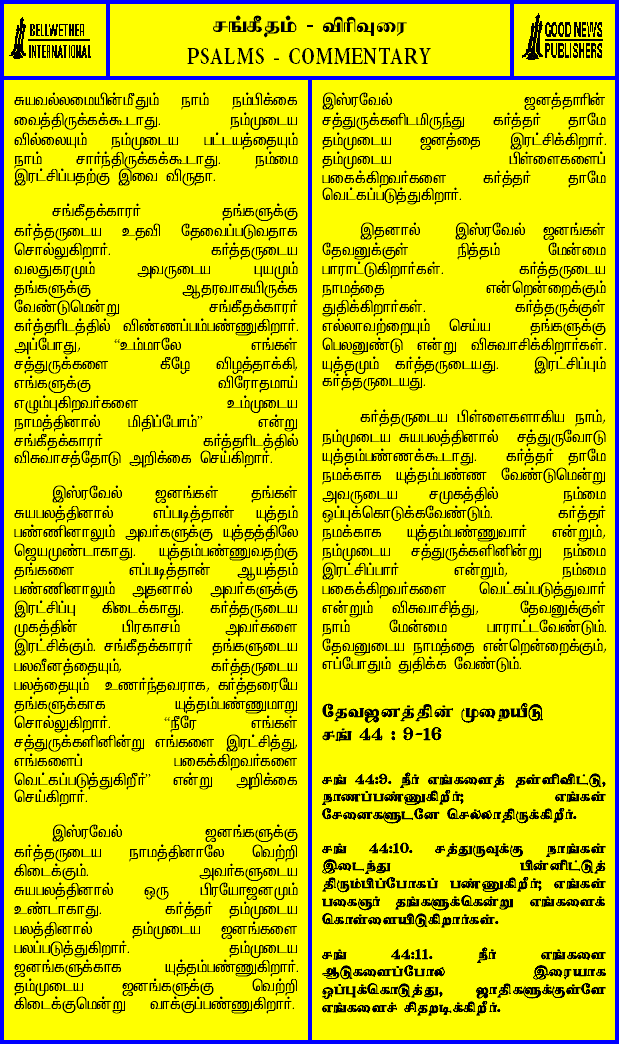 BELLWETHER
INTERNATIONAL
சங்கீதம் - விரிவுரை
PSALMS - COMMENTARY
GOOD NEWS
PUBLISHERS
சுயவல்லமையின்மீதும் நாம் நம்பிக்கை
வைத்திருக்கக்கூடாது. நம்முடைய
வில்லையும் நம்முடைய பட்டயத்தையும்
நாம் சார்ந்திருக்கக்கூடாது. நம்மை
இரட்சிப்பதற்கு இவை விருதா.
சங்கீதக்காரர் தங்களுக்கு
கர்த்தருடைய உதவி தேவைப்படுவதாக
சொல்லுகிறார். கர்த்தருடைய
வலதுகரமும் அவருடைய புயமும்
தங்களுக்கு ஆதரவாகயிருக்க
வேண்டுமென்று சங்கீதக்காரர்
கர்த்தரிடத்தில் விண்ணப்பம்பண்ணுகிறார்.
அப்போது, “உம்மாலே எங்கள்
சத்துருக்களை கீழே விழத்தாக்கி,
எங்களுக்கு விரோதமாய்
எழும்புகிறவர்களை உம்முடைய
நாமத்தினால் மிதிப்போம்” என்று
சங்கீதக்காரர் கர்த்தரிடத்தில்
விசுவாசத்தோடு அறிக்கை செய்கிறார்.
இஸ்ரவேல் ஜனங்கள் தங்கள்
சுயபலத்தினால் எப்படித்தான் யுத்தம்
பண்ணினாலும் அவர்களுக்கு யுத்தத்திலே
ஜெயமுண்டாகாது. யுத்தம்பண்ணுவதற்கு
தங்களை எப்படித்தான் ஆயத்தம்
பண்ணினாலும் அதனால் அவர்களுக்கு
இரட்சிப்பு கிடைக்காது. கர்த்தருடைய
முகத்தின் பிரகாசம் அவர்களை
இரட்சிக்கும். சங்கீதக்காரர் தங்களுடைய
பலவீனத்தையும், கர்த்தருடைய
பலத்தையும் உணர்ந்தவராக, கர்த்தரையே
தங்களுக்காக யுத்தம்பண்ணுமாறு
சொல்லுகிறார். “நீரே எங்கள்
சத்துருக்களினின்று எங்களை இரட்சித்து,
எங்களைப் பகைக்கிறவர்களை
வெட்கப்படுத்துகிறீர்” என்று அறிக்கை
செய்கிறார்.
இஸ்ரவேல் ஜனங்களுக்கு
கர்த்தருடைய நாமத்தினாலே வெற்றி
கிடைக்கும். அவர்களுடைய
சுயபலத்தினால் ஒரு பிரயோஜனமும்
உண்டாகாது. கர்த்தர் தம்முடைய
பலத்தினால் தம்முடைய ஜனங்களை
பலப்படுத்துகிறார். தம்முடைய
ஜனங்களுக்காக யுத்தம்பண்ணுகிறார்.
தம்முடைய ஜனங்களுக்கு வெற்றி
கிடைக்குமென்று வாக்குப்பண்ணுகிறார்.
இஸ்ரவேல் ஜனத்தாரின்
சத்துருக்களிடமிருந்து கர்த்தர் தாமே
தம்முடைய ஜனத்தை இரட்சிக்கிறார்.
தம்முடைய பிள்ளைகளைப்
பகைக்கிறவர்களை கர்த்தர் தாமே
வெட்கப்படுத்துகிறார்.
இதனால் இஸ்ரவேல் ஜனங்கள்
தேவனுக்குள் நித்தம் மேன்மை
பாராட்டுகிறார்கள். கர்த்தருடைய
நாமத்தை என்றென்றைக்கும்
துதிக்கிறார்கள். கர்த்தருக்குள்
எல்லாவற்றையும் செய்ய தங்களுக்கு
பெலனுண்டு என்று விசுவாசிக்கிறார்கள்.
யுத்தமும் கர்த்தருடையது. இரட்சிப்பும்
கர்த்தருடையது.
கர்த்தருடைய பிள்ளைகளாகிய நாம்,
நம்முடைய சுயபலத்தினால் சத்துருவோடு
யுத்தம்பண்ணக்கூடாது. கர்த்தர் தாமே
நமக்காக யுத்தம்பண்ண வேண்டுமென்று
அவருடைய சமுகத்தில் நம்மை
ஒப்புக்கொடுக்கவேண்டும். கர்த்தர்
நமக்காக யுத்தம்பண்ணுவார் என்றும்,
நம்முடைய சத்துருக்களினின்று நம்மை
இரட்சிப்பார் என்றும், நம்மை
பகைக்கிறவர்களை வெட்கப்படுத்துவார்
என்றும் விசுவாசித்து, தேவனுக்குள்
நாம் மேன்மை பாராட்டவேண்டும்.
தேவனுடைய நாமத்தை என்றென்றைக்கும்,
எப்போதும் துதிக்க வேண்டும்.
தேவஜனத்தின் முறையீடு
சங் 44 : 9-16
சங் 44:9. நீர் எங்களைத் தள்ளிவிட்டு,
நாணப்பண்ணுகிறீர்; எங்கள்
சேனைகளுடனே செல்லாதிருக்கிறீர்.
சங் 44:10. சத்துருவுக்கு நாங்கள்
இடைந்து பின்னிட்டுத்
திரும்பிப்போகப் பண்ணுகிறீர்; எங்கள்
பகைஞர் தங்களுக்கென்று எங்களைக்
கொள்ளையிடுகிறார்கள்.
சங் 44:11. நீர் எங்களை
ஆடுகளைப்போல இரையாக
ஒப்புக்கொடுத்து, ஜாதிகளுக்குள்ளே
எங்களைச் சிதறடிக்கிறீர்.